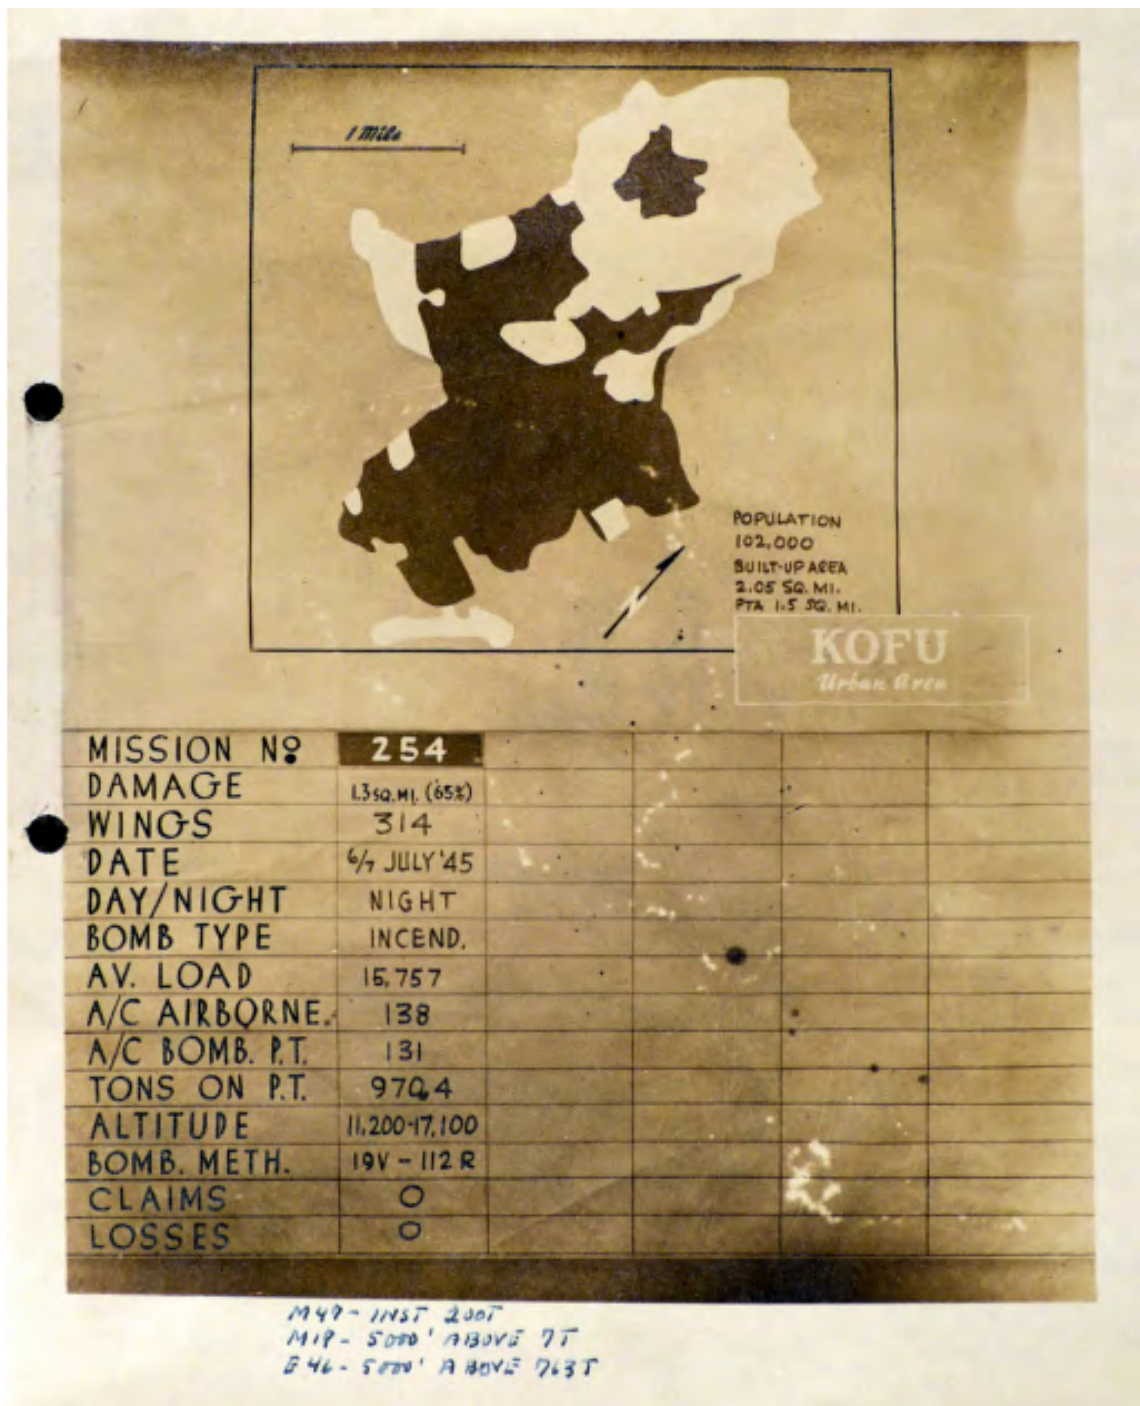 1 Mile
POPULATION
102,000
BUILT-UP AREA
2.05 SQ. MI.
PTA 1.5 SQ. MI.
KOFU
Urban Area
MISSION Nº 254
DAMAGE 1.3 SQ. MI. (65%)
WINGS 314
DATE 6/7 JULY '45
DAY/NIGHT NIGHT
BOMB TYPE INCEND.
AV. LOAD 15,757
A/C AIRBORNE. 138
A/C BOMB. P.T. 131
TONS ON P.T. 970.4
ALTITUDE 11,200-17,100
BOMB. METH. 19V - 112 R
CLAIMS 0
LOSSES 0
M47 - INST 200T
M19 - 5000' ABOVE 7T
E46 - 5000' ABOVE 763T